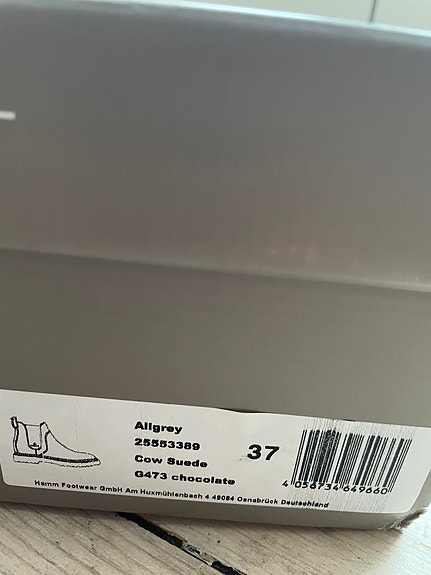 Allgrey
25553389
Cow Suede
G473 chocolate
37
4 056734 649660
Hamm Footwear GmbH Am Huxmühlenbach 4 49084 Osnabrück Deutschland